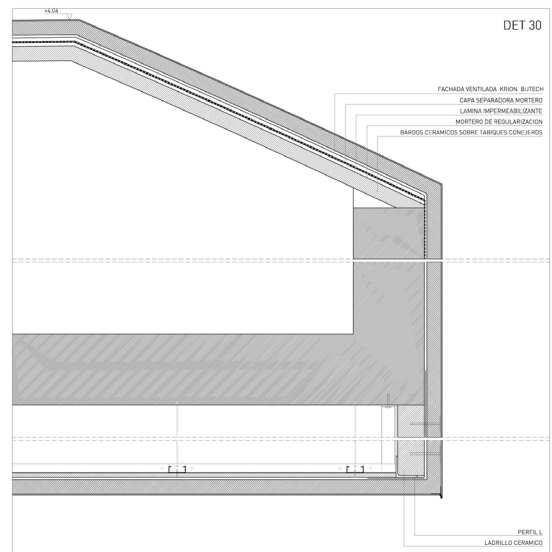 +4.04
DET 30
FACHADA VENTILADA KRION. BUTECH
CAPA SEPARADORA MORTERO
LAMINA IMPERMEABILIZANTE
MORTERO DE REGULARIZACION
BARDOS CERAMICOS SOBRE TABIQUES CONEJEROS
PERFIL L
LADRILLO CERAMICO